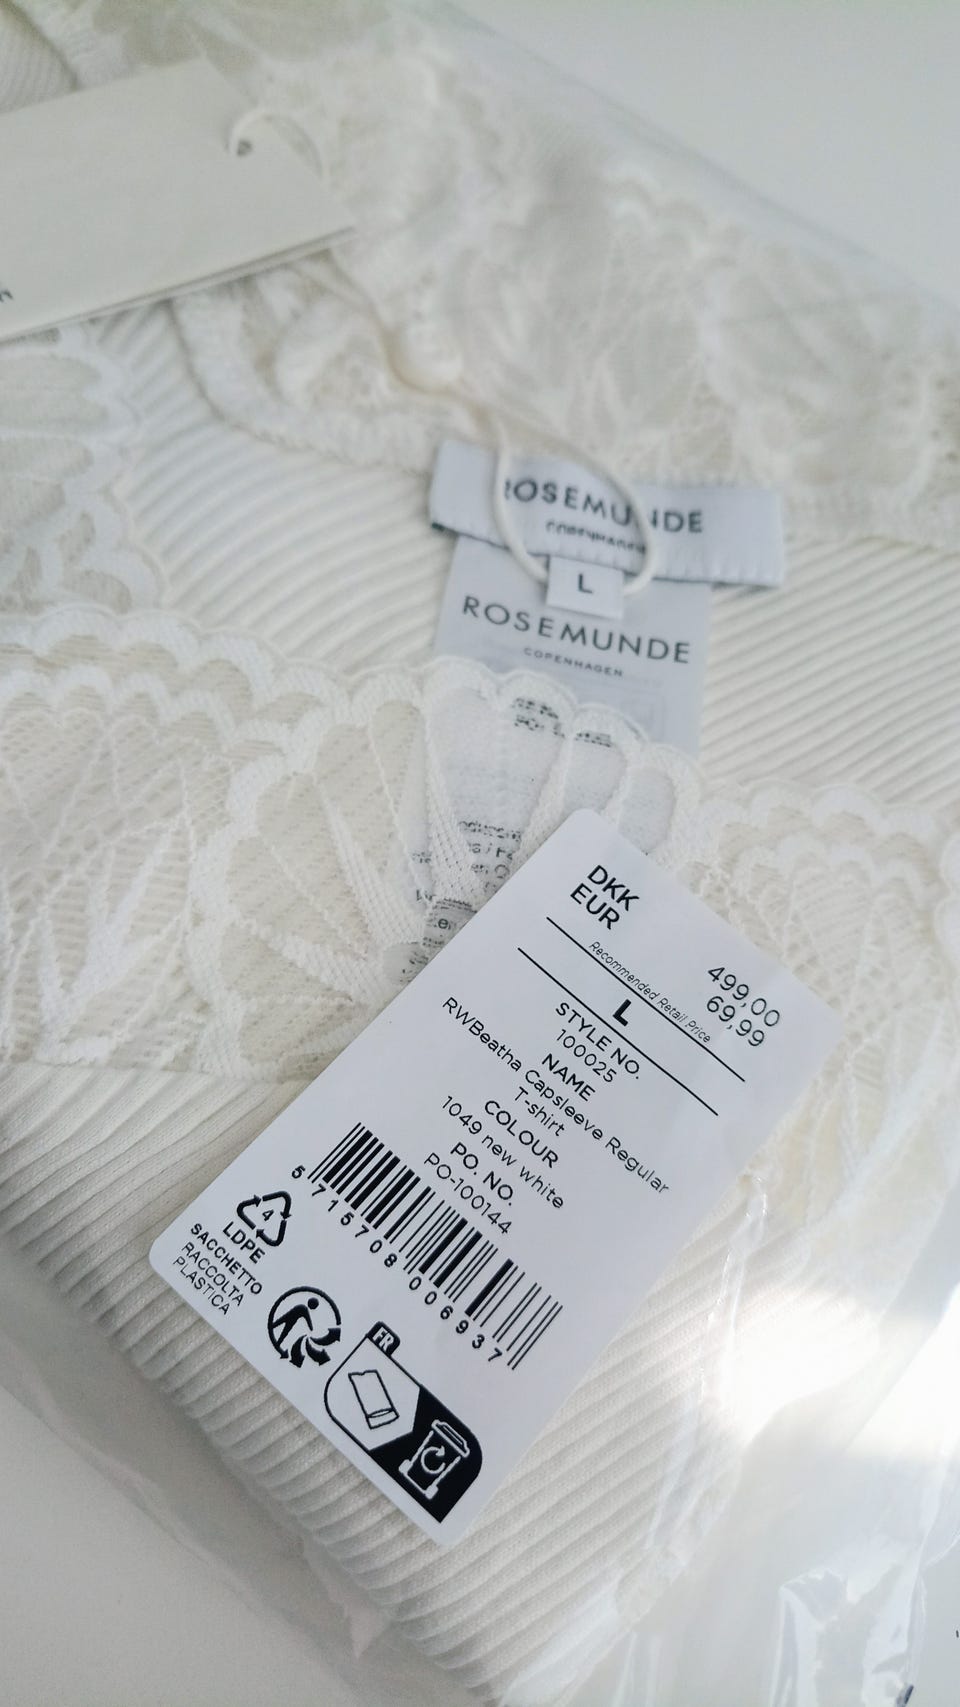 ROSEMUNDE
COPENHAGEN
L
ROSEMUNDE
COPENHAGEN
DKK 499,00
EUR 69,99
Recommended Retail Price
L
STYLE NO.
100025
NAME
RWBeatha Capsleeve Regular
T-shirt
COLOUR
1049 new white
PO. NO.
PO-100144
5 715708 006937
4
LDPE
SACCHETTO
RACCOLTA
PLASTICA
FR